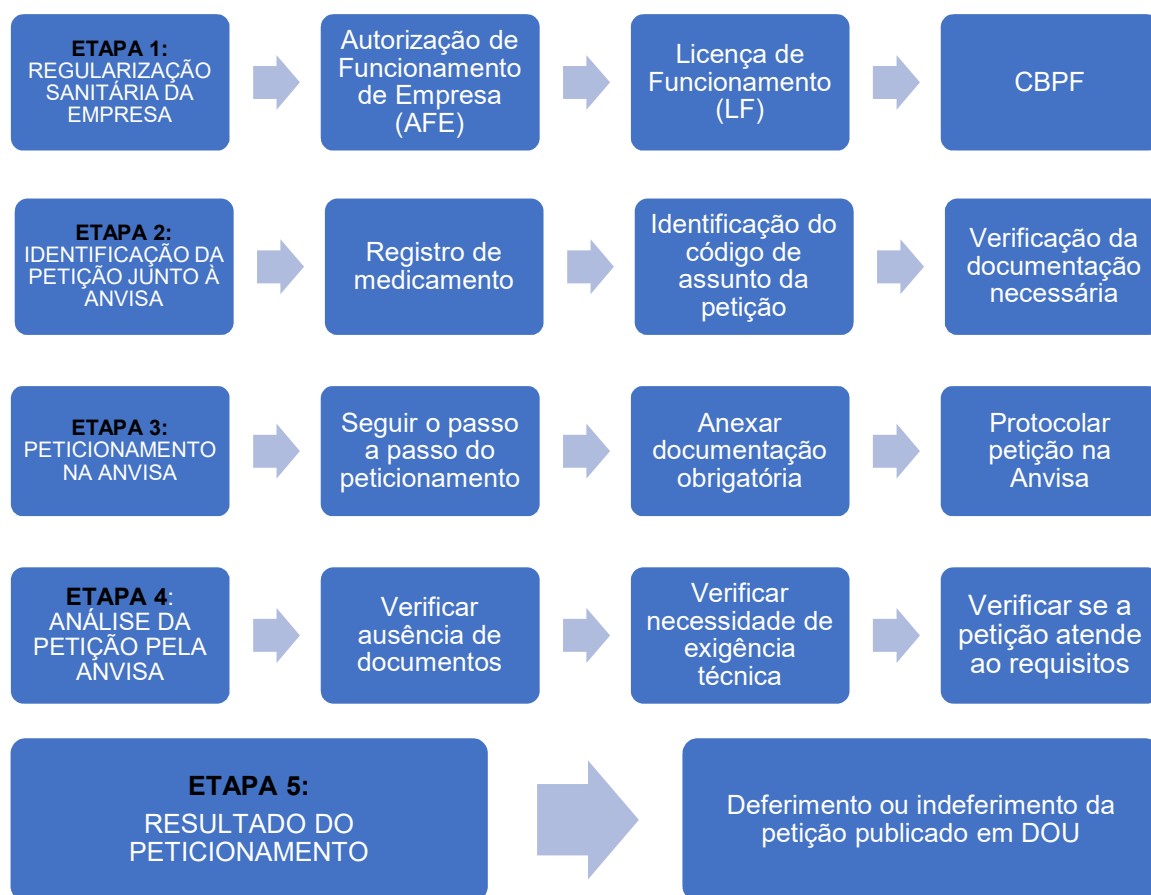 ETAPA 1:
REGULARIZAÇÃO
SANITÁRIA DA
EMPRESA
Autorização de
Funcionamento
de Empresa
(AFE)
Licença de
Funcionamento
(LF)
CBPF
ETAPA 2:
IDENTIFICAÇÃO DA
PETIÇÃO JUNTO À
ANVISA
Registro de
medicamento
Identificação do
código de
assunto da
petição
Verificação da
documentação
necessária
ETAPA 3:
PETICIONAMENTO
NA ANVISA
Seguir o passo
a passo do
peticionamento
Anexar
documentação
obrigatória
Protocolar
petição na
Anvisa
ETAPA 4:
ANÁLISE DA
PETIÇÃO PELA
ANVISA
Verificar
ausência de
documentos
Verificar
necessidade de
exigência
técnica
Verificar se a
petição atende
ao requisitos
ETAPA 5:
RESULTADO DO
PETICIONAMENTO
Deferimento ou indeferimento da
petição publicado em DOU